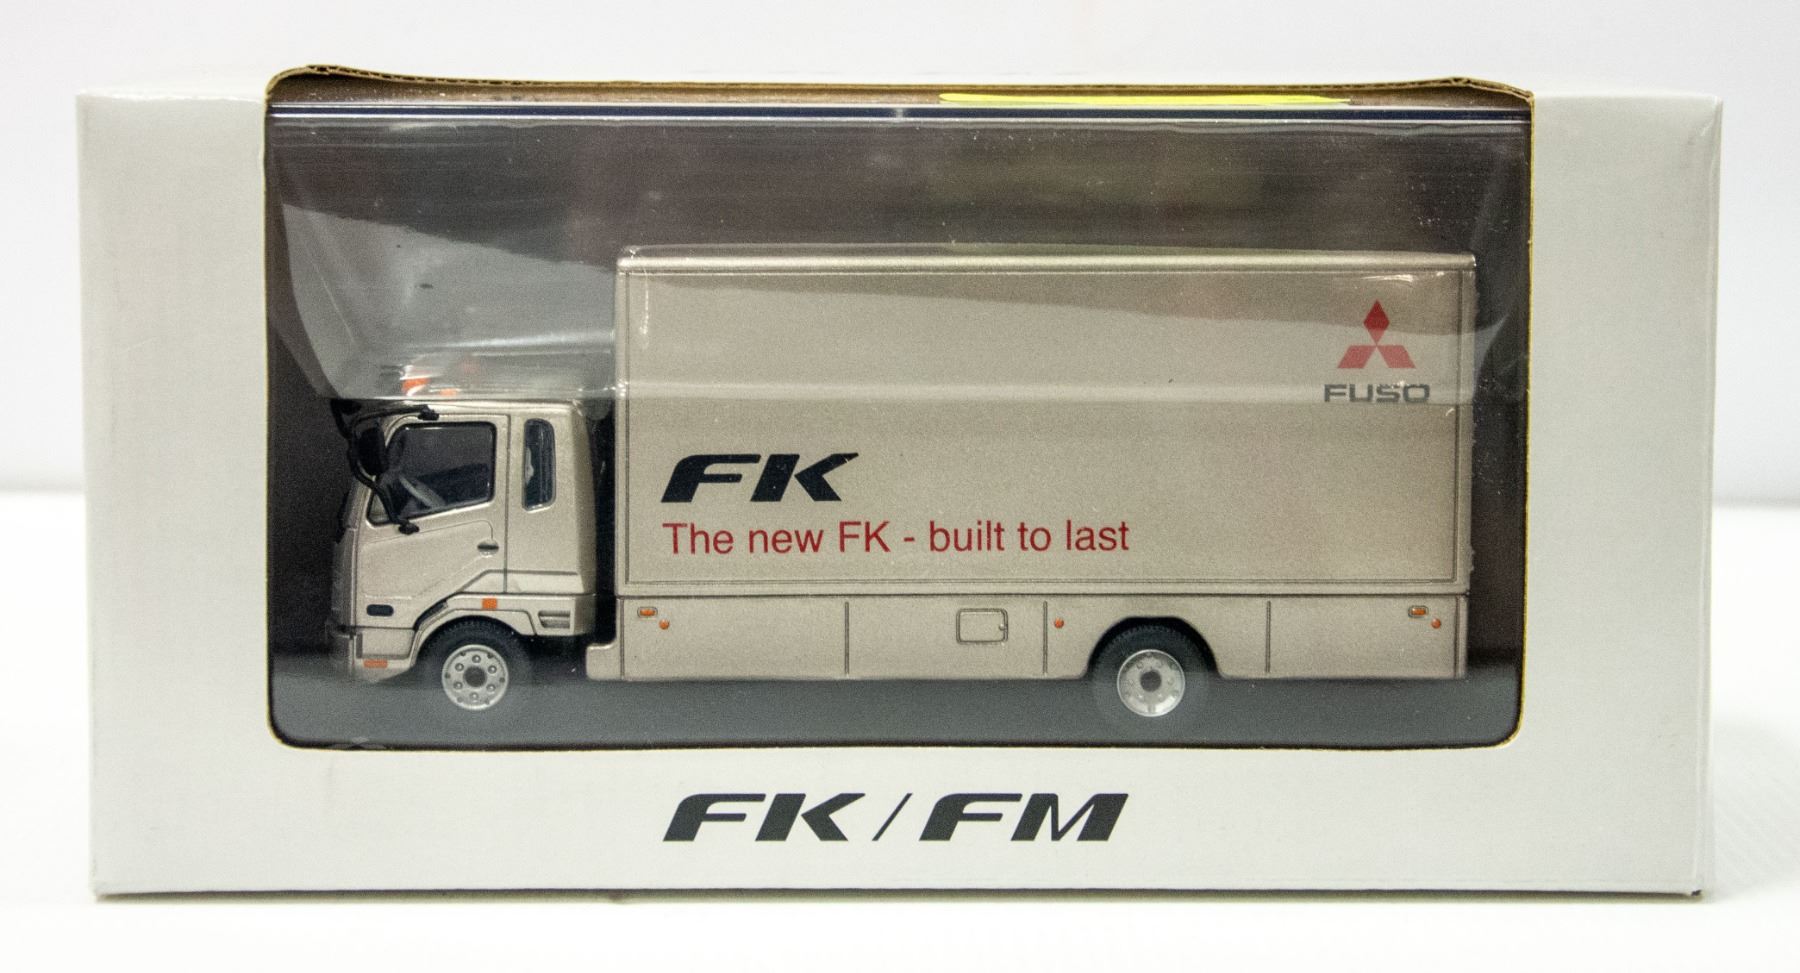 FUSO
FK
The new FK - built to last
FK/FM